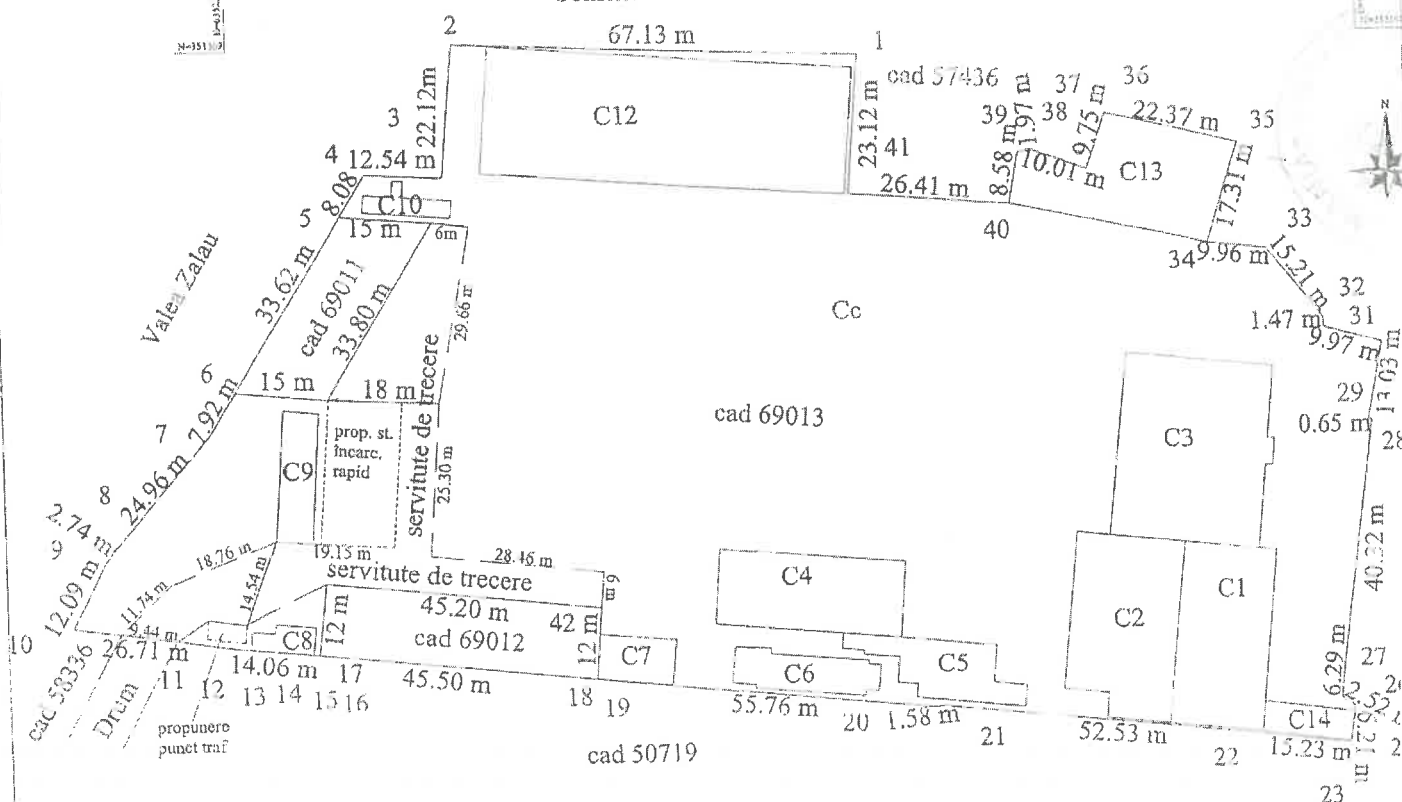 2
67.13 m
1
cad 57436
37
36
22.12m
C12
39
1.97 m
38
9.75 m
22.37 m
35
N
3
23.12 m
41
4
12.54 m
8.58 m
10.01 m
C13
17.31 m
26.41 m
8.08
C10
5
15 m
6m
40
33
34
9.96 m
15.21 m
Valea Zalau
33.62 m
cad 69011
33.80 m
29.66 m
Cc
32
1.47 m
31
9.97 m
6
15 m
18 m
servitute de trecere
13.03 m
29
0.65 m
28
7.92 m
7
prop. st.
încarc.
rapid
cad 69013
C3
C9
25.30 m
8
24.96 m
2.74 m
9
18.76 m
19.15 m
28.46 m
40.32 m
servitute de trecere
14.54 m
6 m
12.09 m
11.74 m
C4
C1
45.20 m
42
C2
10
9.44 m
26.71 m
C8
12 m
cad 69012
12 m
C7
C5
14.06 m
C6
6.29 m
27
cad 58336
Drum
11
12
13
14
15
16
17
45.50 m
18
19
55.76 m
20
1.58 m
21
52.53 m
22
C14
15.23 m
6.21 m
23
propunere
punct traf
cad 50719